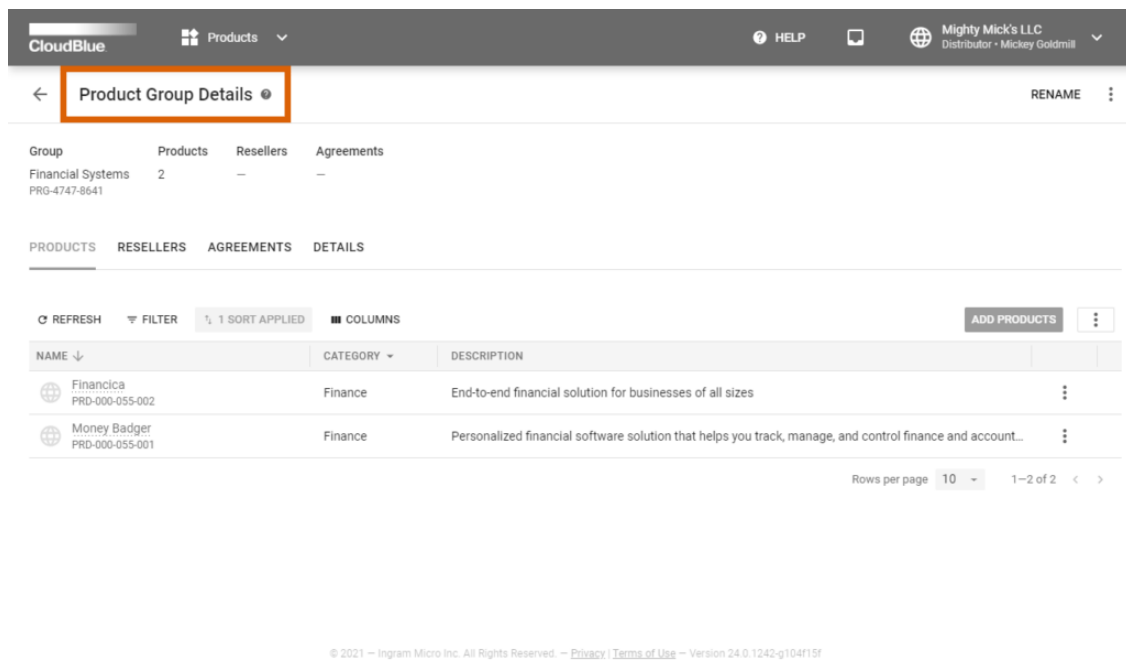 CloudBlue
Products
HELP
Mighty Mick's LLC
Distributor • Mickey Goldmill
Product Group Details
RENAME
Group Products Resellers Agreements
Financial Systems 2 — —
PRG-4747-8641
PRODUCTS RESELLERS AGREEMENTS DETAILS
REFRESH FILTER 1 SORT APPLIED COLUMNS ADD PRODUCTS
NAME CATEGORY DESCRIPTION
Financica
PRD-000-055-002
Finance
End-to-end financial solution for businesses of all sizes
Money Badger
PRD-000-055-001
Finance
Personalized financial software solution that helps you track, manage, and control finance and account...
Rows per page 10 1—2 of 2
© 2021 — Ingram Micro Inc. All Rights Reserved. — Privacy | Terms of Use — Version 24.0.1242-g104f15f